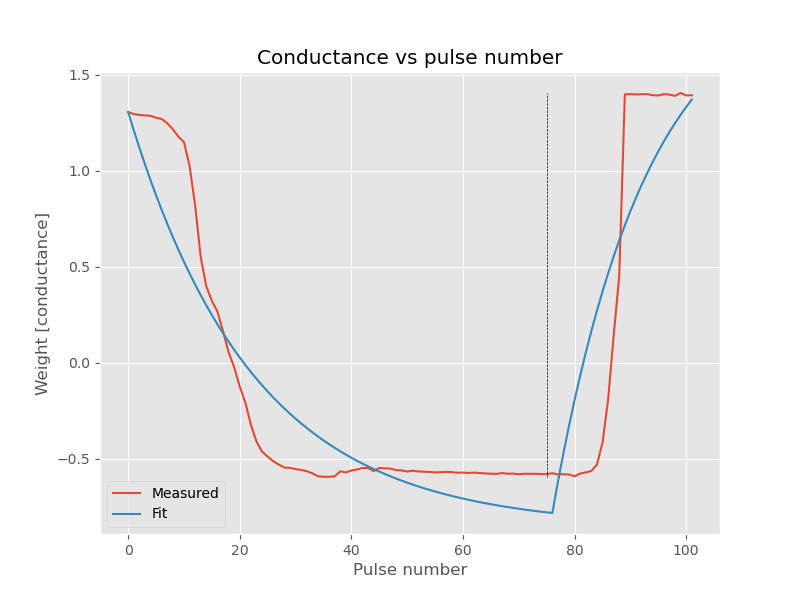 Conductance vs pulse number
1.5
1.0
0.5
0.0
−0.5
Weight [conductance]
Measured
Fit
0 20 40 60 80 100
Pulse number